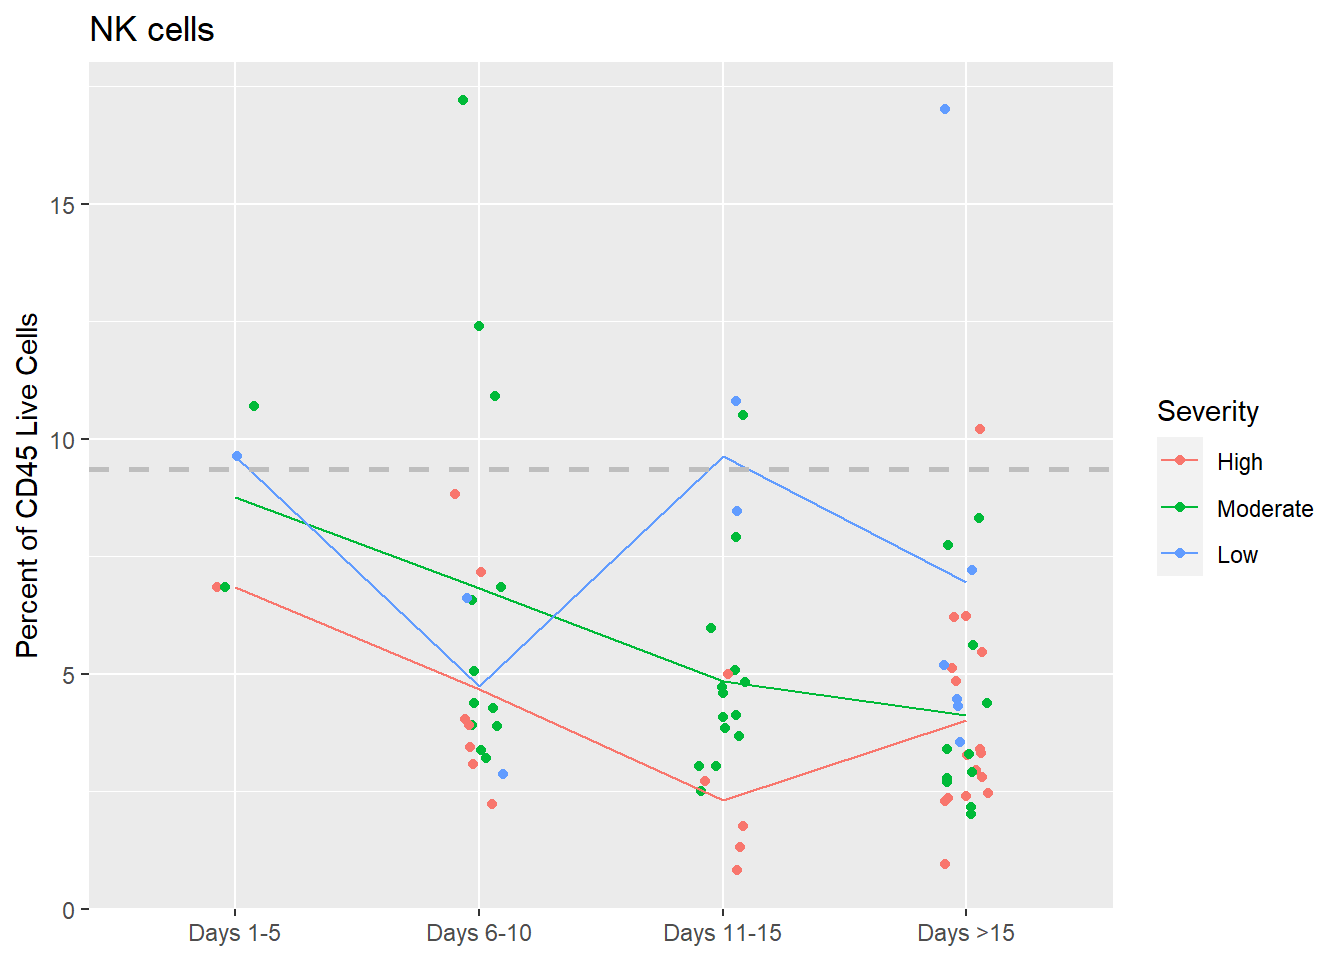 NK cells
Percent of CD45 Live Cells
15
10
5
0
Days 1-5
Days 6-10
Days 11-15
Days >15
Severity
High
Moderate
Low